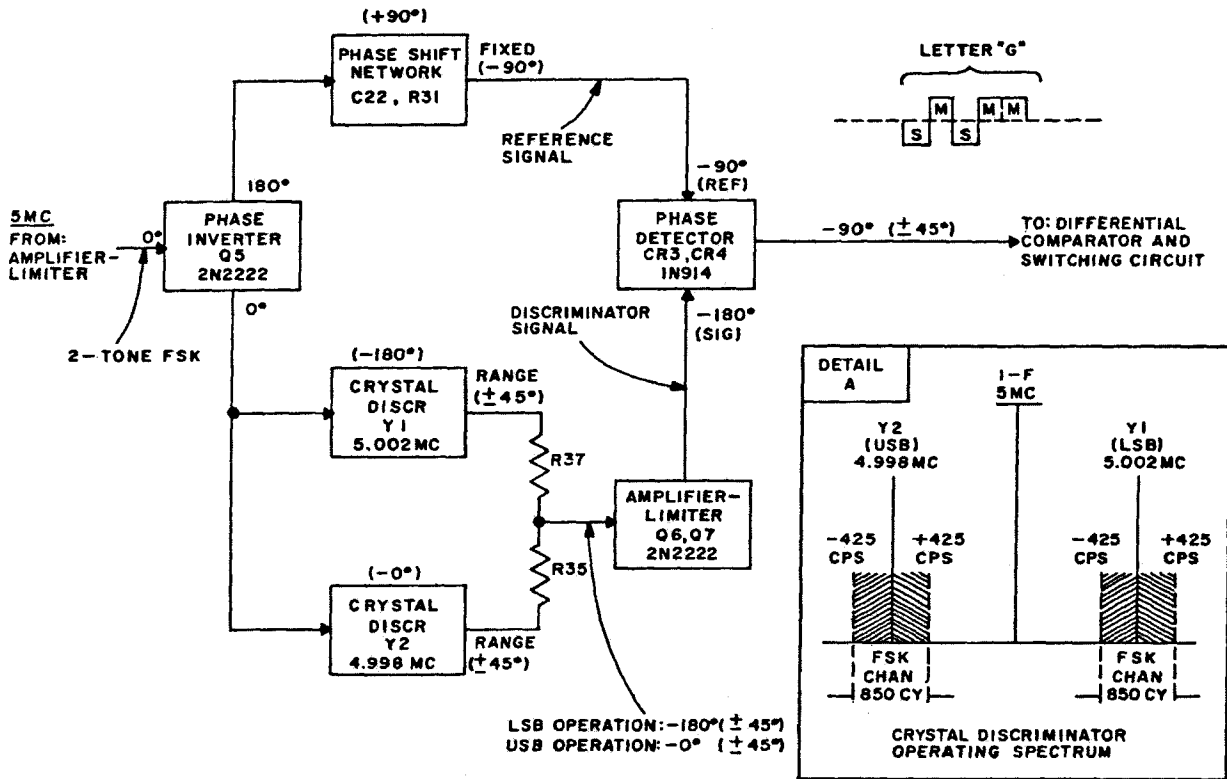 (+90°)
PHASE SHIFT
NETWORK
C22, R31
FIXED
(-90°)
REFERENCE
SIGNAL
LETTER "G"
S
M
S
M
M
5MC
FROM:
AMPLIFIER-
LIMITER
0°
2-TONE FSK
180°
PHASE
INVERTER
Q5
2N2222
0°
-90°
(REF)
PHASE
DETECTOR
CR3, CR4
1N914
-90° (±45°)
TO: DIFFERENTIAL
COMPARATOR AND
SWITCHING CIRCUIT
DISCRIMINATOR
SIGNAL
-180°
(SIG)
(-180°)
CRYSTAL
DISCR
Y1
5.002MC
RANGE
(±45°)
R37
R35
AMPLIFIER-
LIMITER
Q6,Q7
2N2222
(-0°)
CRYSTAL
DISCR
Y2
4.998 MC
RANGE
(±45°)
LSB OPERATION:-180°(±45°)
USB OPERATION:-0° (±45°)
DETAIL
A
I-F
5MC
Y2
(USB)
4.998MC
Y1
(LSB)
5.002MC
-425
CPS
+425
CPS
-425
CPS
+425
CPS
FSK
CHAN
850 CY
FSK
CHAN
850 CY
CRYSTAL DISCRIMINATOR
OPERATING SPECTRUM